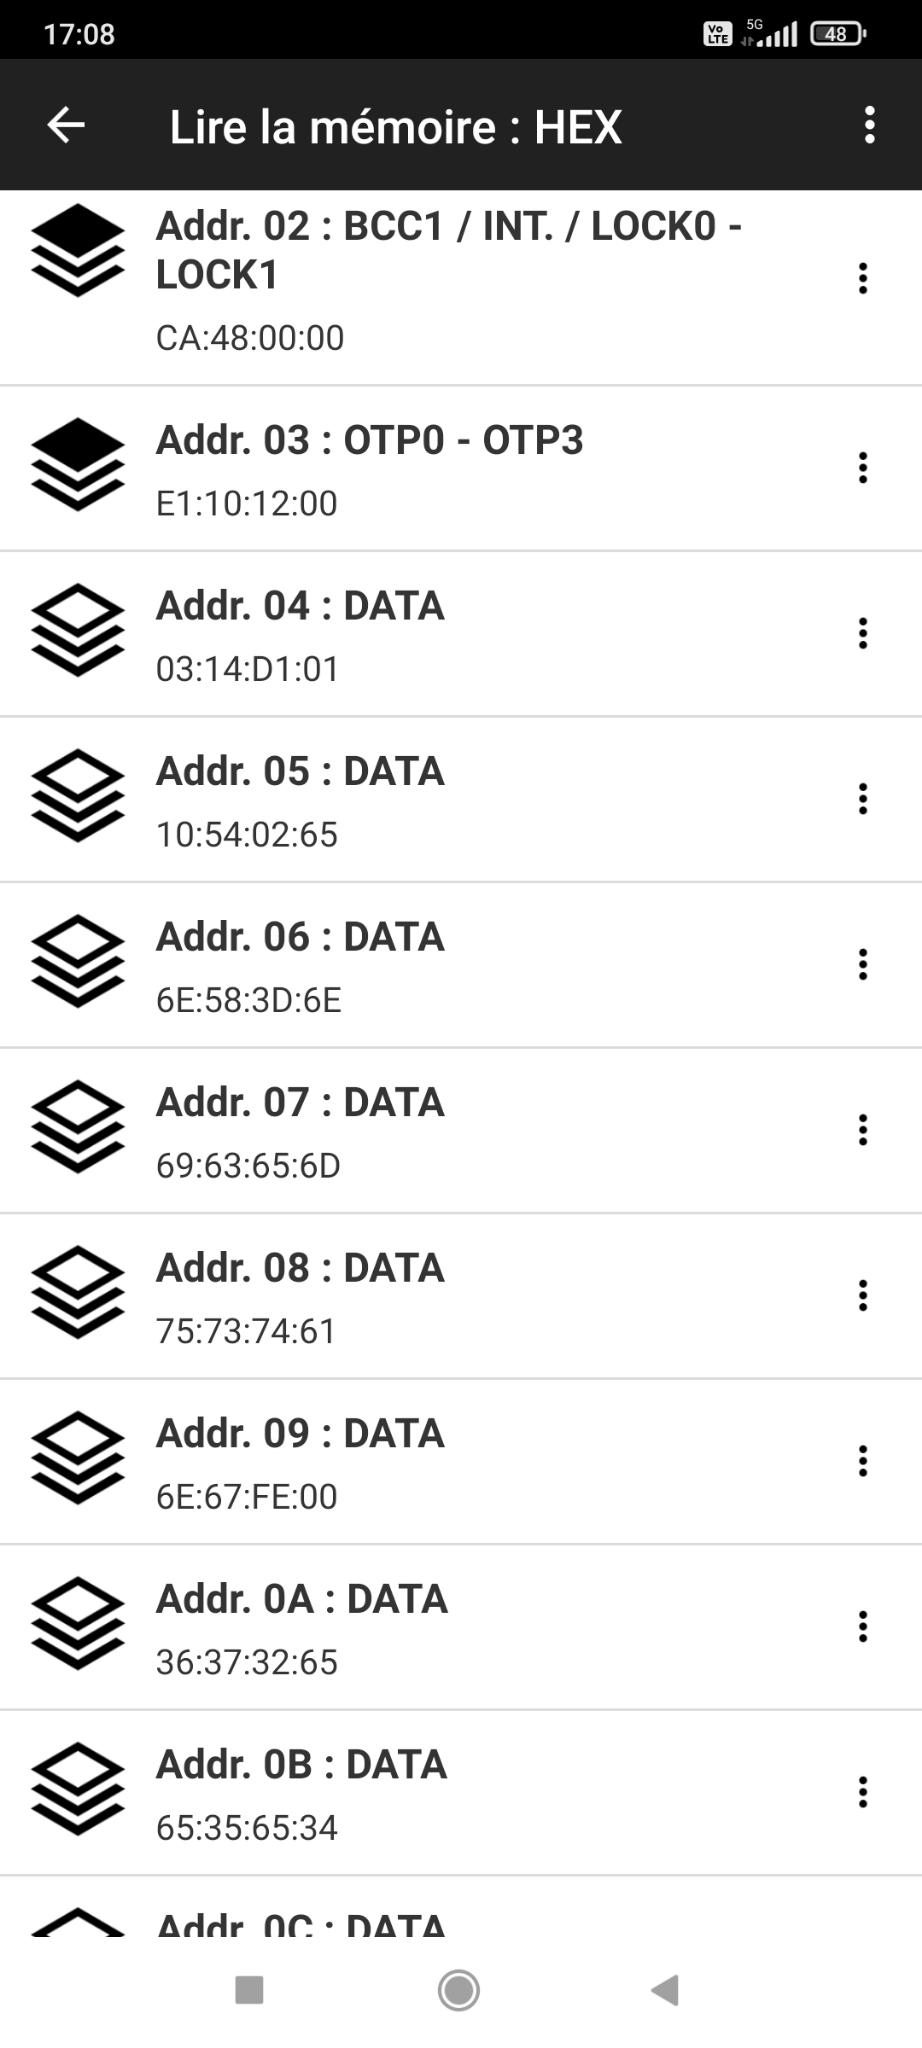 17:08
Vo LTE 5G 48
Lire la mémoire : HEX
Addr. 02 : BCC1 / INT. / LOCK0 -
LOCK1
CA:48:00:00
Addr. 03 : OTP0 - OTP3
E1:10:12:00
Addr. 04 : DATA
03:14:D1:01
Addr. 05 : DATA
10:54:02:65
Addr. 06 : DATA
6E:58:3D:6E
Addr. 07 : DATA
69:63:65:6D
Addr. 08 : DATA
75:73:74:61
Addr. 09 : DATA
6E:67:FE:00
Addr. 0A : DATA
36:37:32:65
Addr. 0B : DATA
65:35:65:34
Addr. 0C : DATA